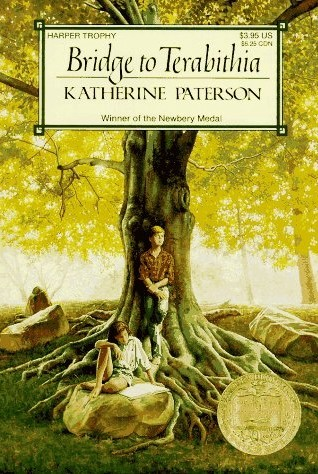 HARPER TROPHY
$3.95 US
$5.25 CDN
Bridge to Terabithia
KATHERINE PATERSON
Winner of the Newbery Medal